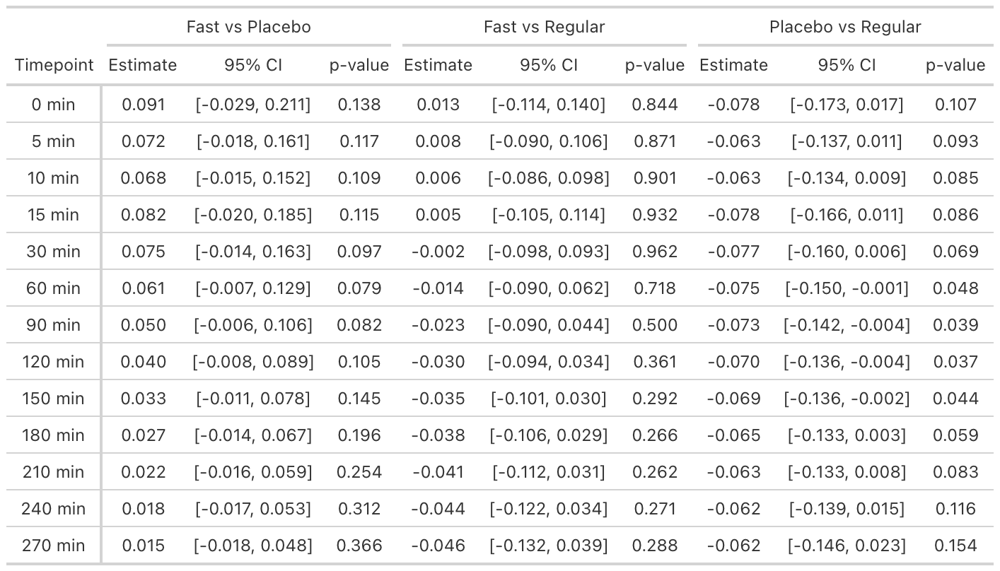 Fast vs Placebo Fast vs Regular Placebo vs Regular
Timepoint Estimate 95% CI p-value Estimate 95% CI p-value Estimate 95% CI p-value
0 min 0.091 [-0.029, 0.211] 0.138 0.013 [-0.114, 0.140] 0.844 -0.078 [-0.173, 0.017] 0.107
5 min 0.072 [-0.018, 0.161] 0.117 0.008 [-0.090, 0.106] 0.871 -0.063 [-0.137, 0.011] 0.093
10 min 0.068 [-0.015, 0.152] 0.109 0.006 [-0.086, 0.098] 0.901 -0.063 [-0.134, 0.009] 0.085
15 min 0.082 [-0.020, 0.185] 0.115 0.005 [-0.105, 0.114] 0.932 -0.078 [-0.166, 0.011] 0.086
30 min 0.075 [-0.014, 0.163] 0.097 -0.002 [-0.098, 0.093] 0.962 -0.077 [-0.160, 0.006] 0.069
60 min 0.061 [-0.007, 0.129] 0.079 -0.014 [-0.090, 0.062] 0.718 -0.075 [-0.150, -0.001] 0.048
90 min 0.050 [-0.006, 0.106] 0.082 -0.023 [-0.090, 0.044] 0.500 -0.073 [-0.142, -0.004] 0.039
120 min 0.040 [-0.008, 0.089] 0.105 -0.030 [-0.094, 0.034] 0.361 -0.070 [-0.136, -0.004] 0.037
150 min 0.033 [-0.011, 0.078] 0.145 -0.035 [-0.101, 0.030] 0.292 -0.069 [-0.136, -0.002] 0.044
180 min 0.027 [-0.014, 0.067] 0.196 -0.038 [-0.106, 0.029] 0.266 -0.065 [-0.133, 0.003] 0.059
210 min 0.022 [-0.016, 0.059] 0.254 -0.041 [-0.112, 0.031] 0.262 -0.063 [-0.133, 0.008] 0.083
240 min 0.018 [-0.017, 0.053] 0.312 -0.044 [-0.122, 0.034] 0.271 -0.062 [-0.139, 0.015] 0.116
270 min 0.015 [-0.018, 0.048] 0.366 -0.046 [-0.132, 0.039] 0.288 -0.062 [-0.146, 0.023] 0.154